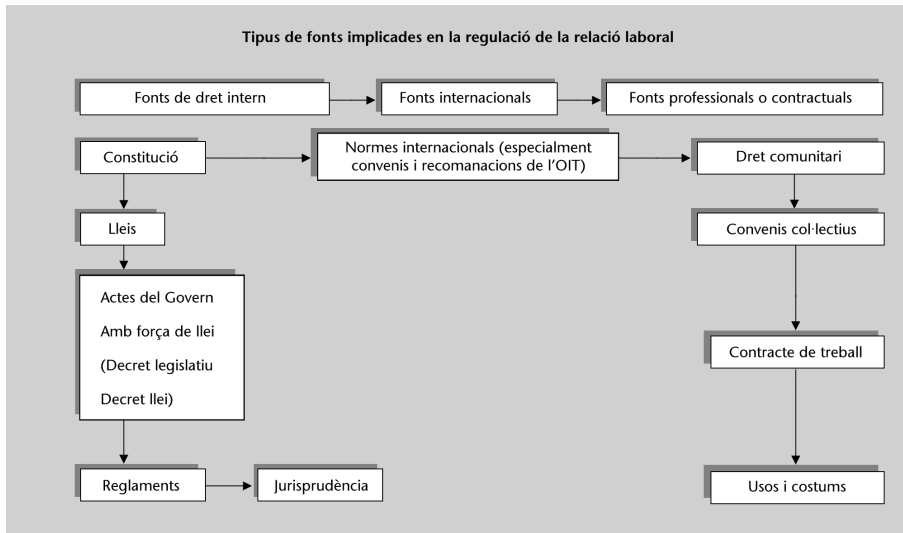 Tipus de fonts implicades en la regulació de la relació laboral
Fonts de dret intern
Fonts internacionals
Fonts professionals o contractuals
Constitució
Normes internacionals (especialment
convenis i recomanacions de l'OIT)
Dret comunitari
Lleis
Convenis col·lectius
Actes del Govern
Amb força de llei
(Decret legislatiu
Decret llei)
Contracte de treball
Reglaments
Jurisprudència
Usos i costums